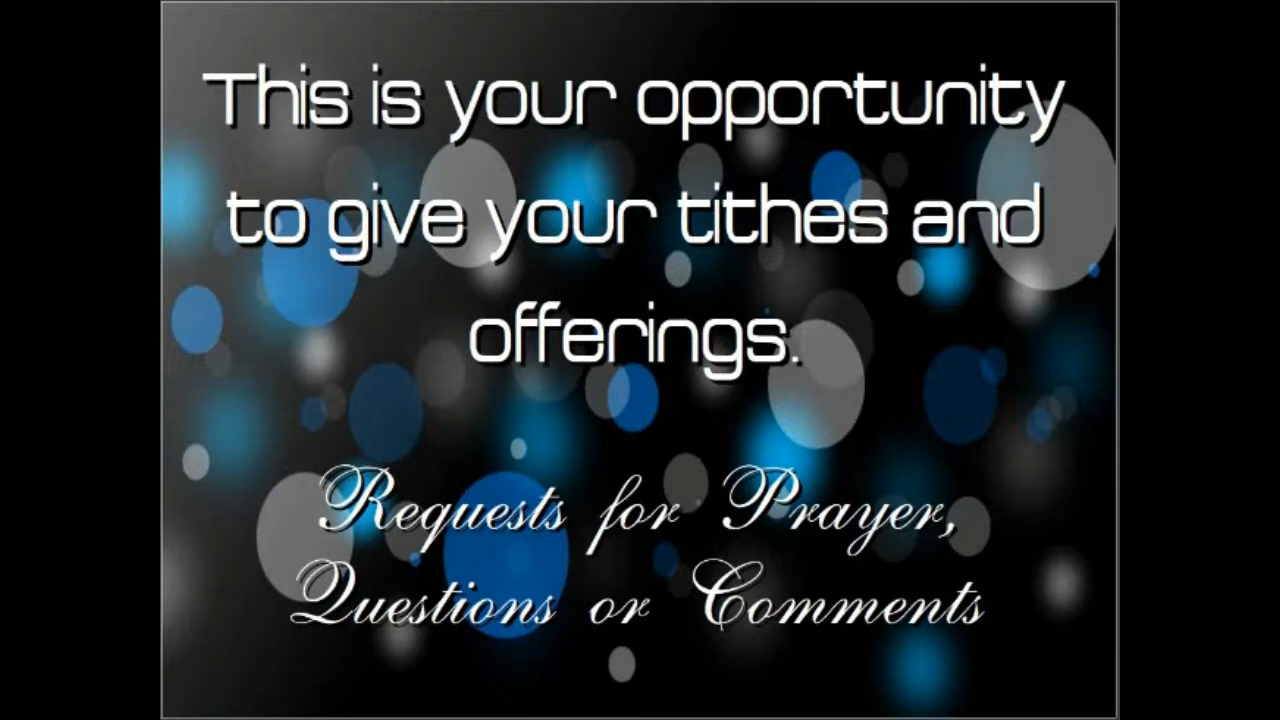 This is your opportunity
to give your tithes and
offerings.
Requests for Prayer,
Questions or Comments